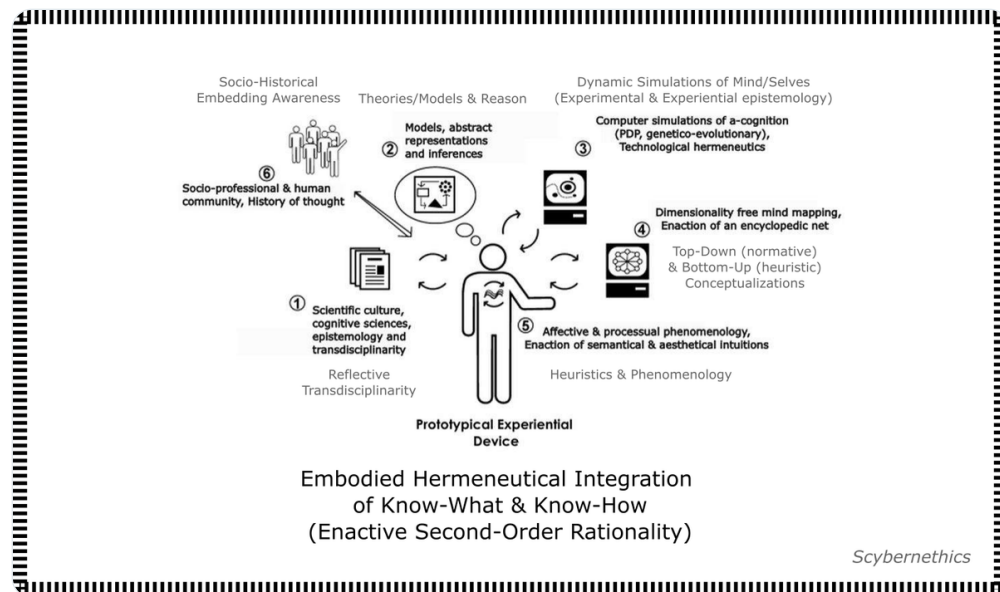 Socio-Historical
Embedding Awareness
Theories/Models & Reason
Dynamic Simulations of Mind/Selves
(Experimental & Experiential epistemology)
②
Models, abstract
representations
and inferences
③
Computer simulations of a-cognition
(PDP, genetico-evolutionary),
Technological hermeneutics
⑥
Socio-professional & human
community, History of thought
④
Dimensionality free mind mapping,
Enaction of an encyclopedic net
Top-Down (normative)
& Bottom-Up (heuristic)
Conceptualizations
①
Scientific culture,
cognitive sciences,
epistemology and
transdisciplinarity
Reflective
Transdisciplinarity
⑤
Affective & processual phenomenology,
Enaction of semantical & aesthetical intuitions
Heuristics & Phenomenology
Prototypical Experiential
Device
Embodied Hermeneutical Integration
of Know-What & Know-How
(Enactive Second-Order Rationality)
Scybernethics